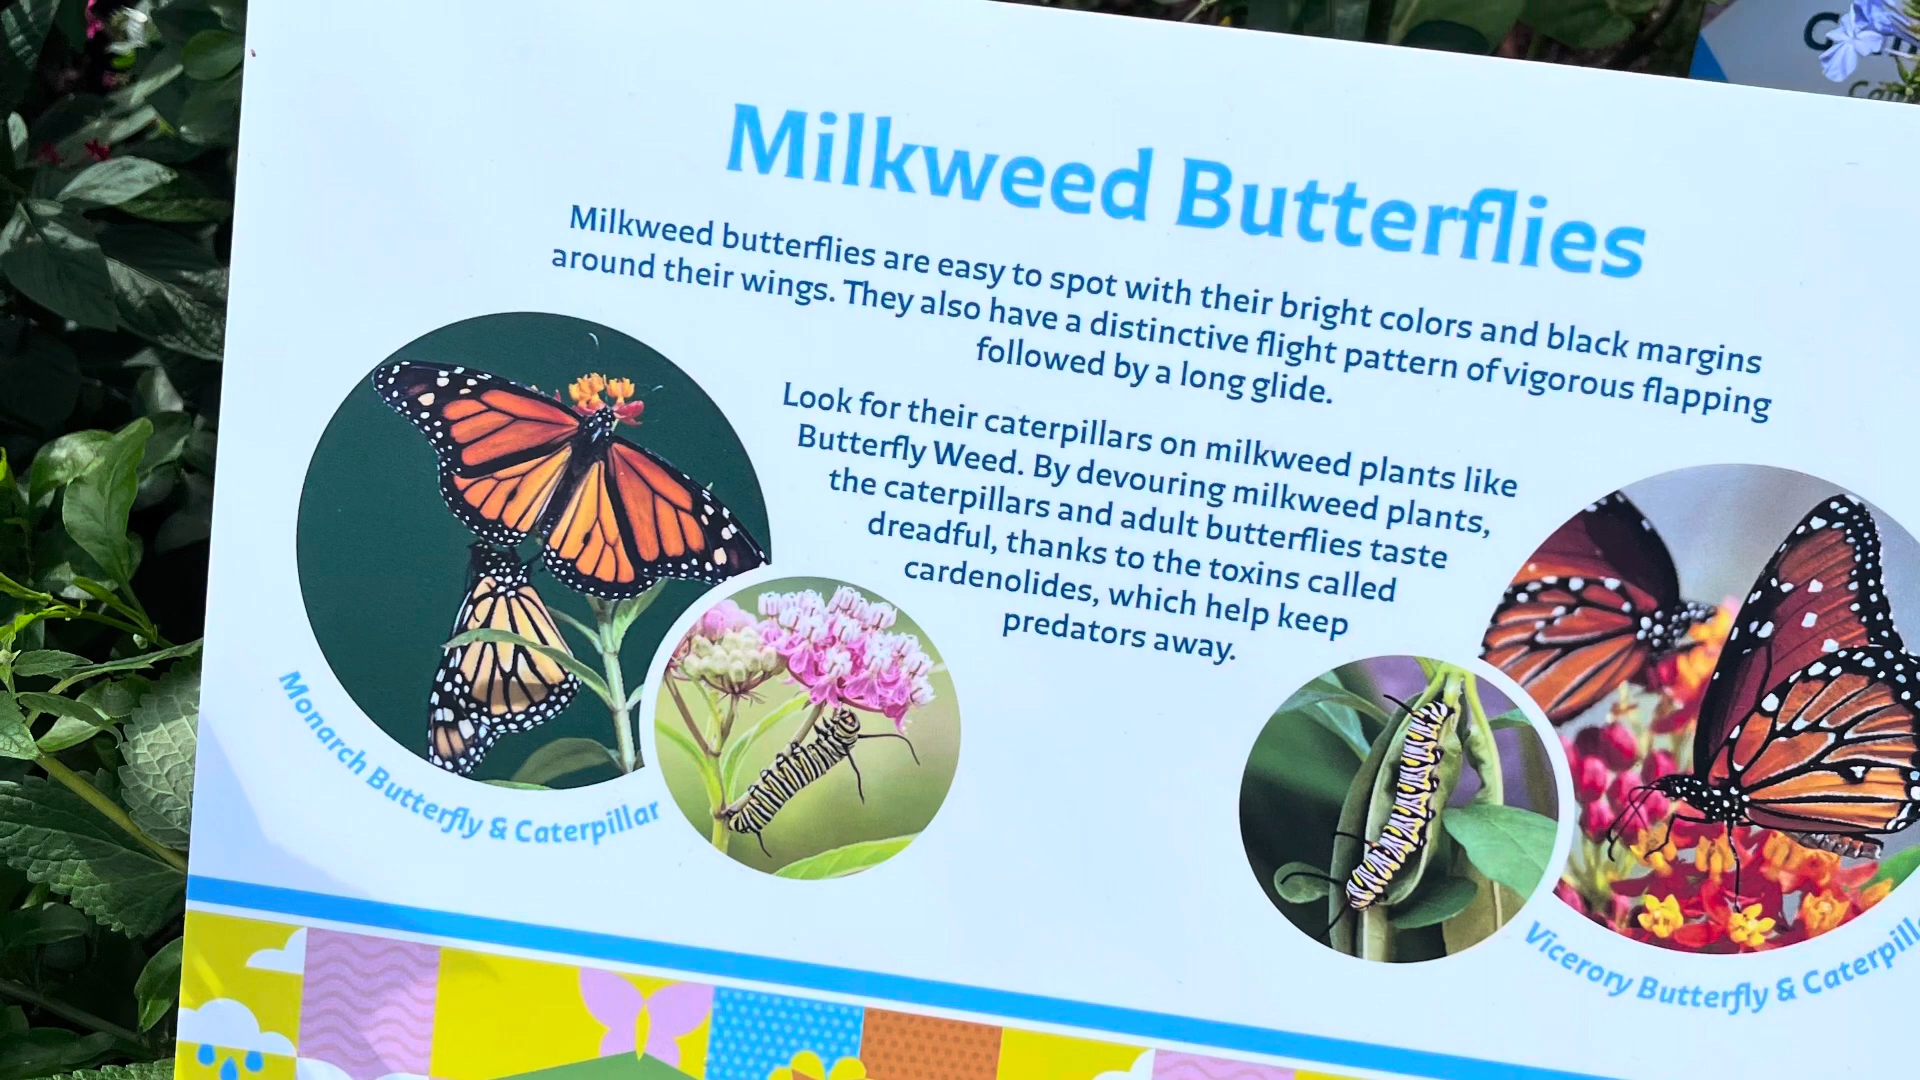 Milkweed Butterflies
Milkweed butterflies are easy to spot with their bright colors and black margins
around their wings. They also have a distinctive flight pattern of vigorous flapping
followed by a long glide.
Look for their caterpillars on milkweed plants like
Butterfly Weed. By devouring milkweed plants,
the caterpillars and adult butterflies taste
dreadful, thanks to the toxins called
cardenolides, which help keep
predators away.
Monarch Butterfly & Caterpillar
Vicerory Butterfly &